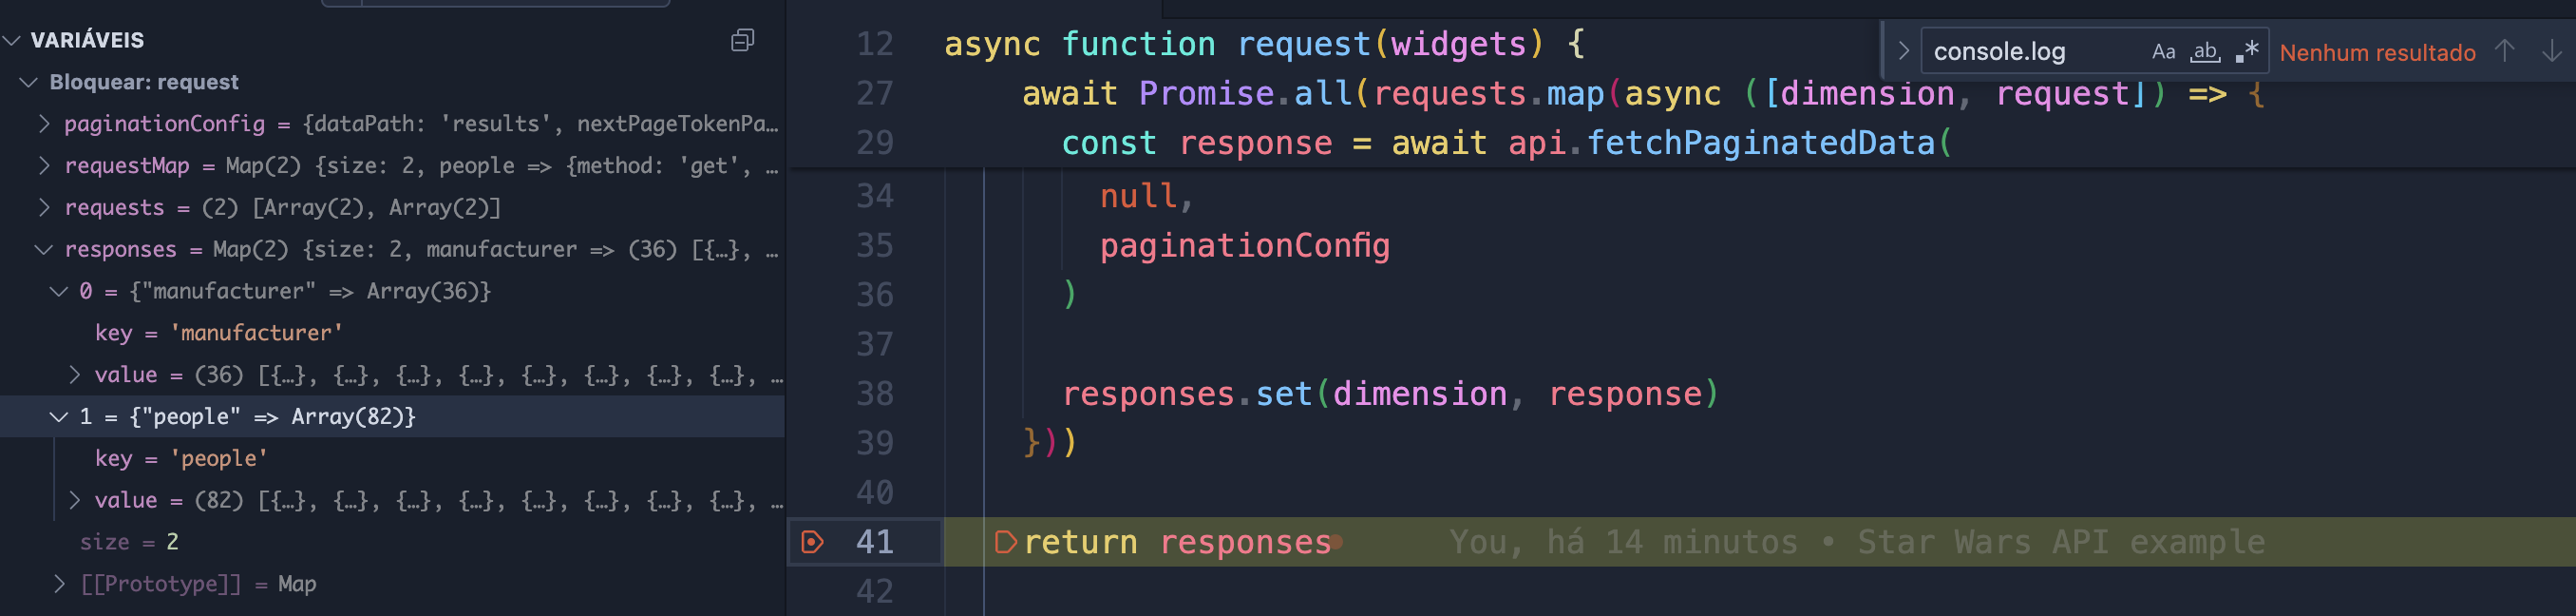 VARIÁVEIS
Bloquear: request
paginationConfig = {dataPath: 'results', nextPageTokenPa…
requestMap = Map(2) {size: 2, people => {method: 'get', …
requests = (2) [Array(2), Array(2)]
responses = Map(2) {size: 2, manufacturer => (36) [{…}, …
0 = {"manufacturer" => Array(36)}
key = 'manufacturer'
value = (36) [{…}, {…}, {…}, {…}, {…}, {…}, {…}, {…}, …
1 = {"people" => Array(82)}
key = 'people'
value = (82) [{…}, {…}, {…}, {…}, {…}, {…}, {…}, {…}, …
size = 2
[[Prototype]] = Map
12 async function request(widgets) {
27 await Promise.all(requests.map(async ([dimension, request]) => {
29 const response = await api.fetchPaginatedData(
34 null,
35 paginationConfig
36 )
37
38 responses.set(dimension, response)
39 }))
40
41 return responses You, há 14 minutos • Star Wars API example
42
console.log Aa ab .* Nenhum resultado